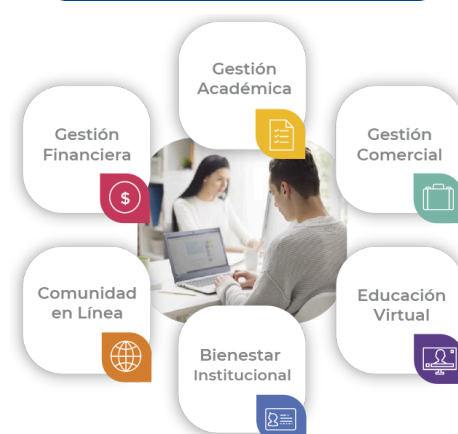 Gestión
Académica
Gestión
Financiera
$
Gestión
Comercial
Comunidad
en Línea
Educación
Virtual
Bienestar
Institucional